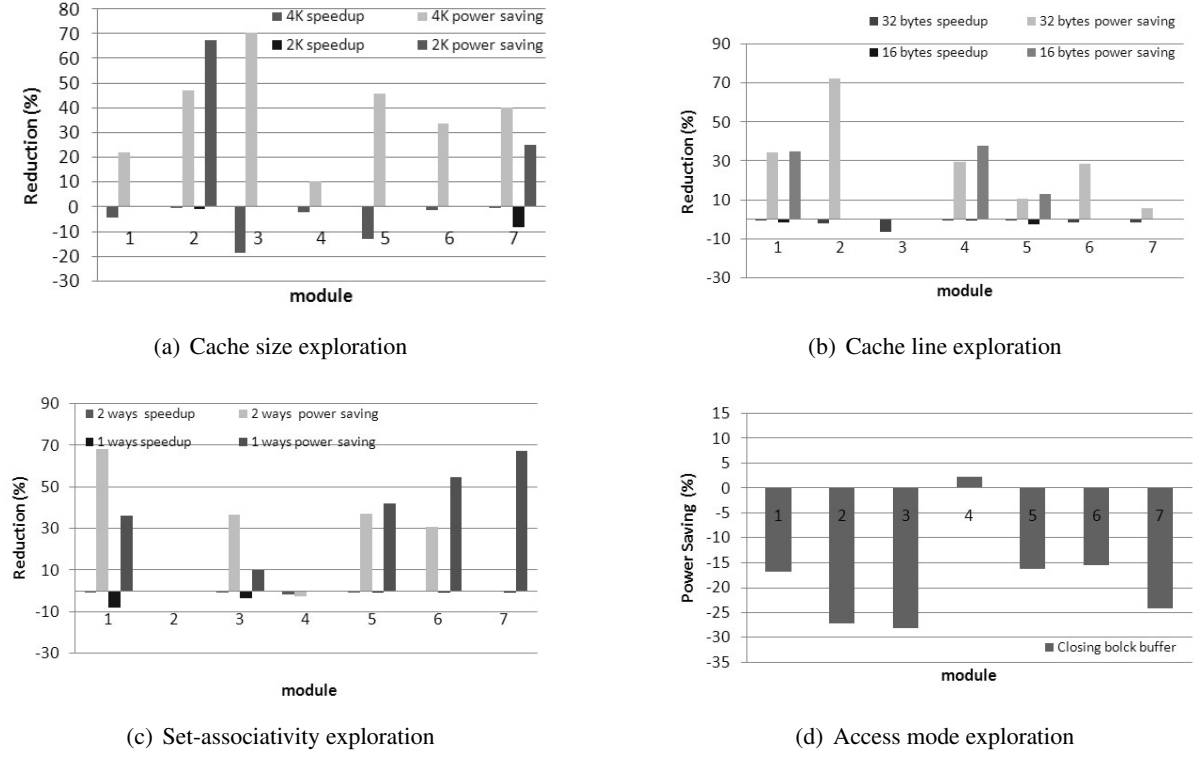 80
70
60
50
40
30
20
10
0
-10
-20
-30
Reduction (%)
4K speedup 4K power saving
2K speedup 2K power saving
1 2 3 4 5 6 7
module
(a) Cache size exploration
90
70
50
30
10
-10
-30
Reduction (%)
32 bytes speedup 32 bytes power saving
16 bytes speedup 16 bytes power saving
1 2 3 4 5 6 7
module
(b) Cache line exploration
90
70
50
30
10
-10
-30
Reduction (%)
2 ways speedup 2 ways power saving
1 ways speedup 1 ways power saving
1 2 3 4 5 6 7
module
(c) Set-associativity exploration
15
10
5
0
-5
-10
-15
-20
-25
-30
-35
Power Saving (%)
1 2 3 4 5 6 7
Closing bolck buffer
module
(d) Access mode exploration